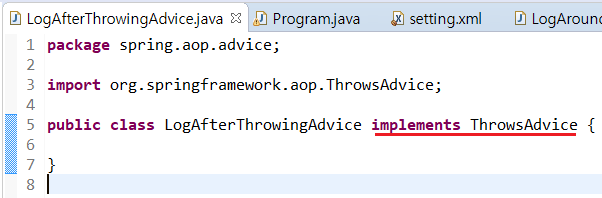 LogAfterThrowingAdvice.java Program.java setting.xml LogAroun
1 package spring.aop.advice;
2
3 import org.springframework.aop.ThrowsAdvice;
4
5 public class LogAfterThrowingAdvice implements ThrowsAdvice {
6
7 }
8